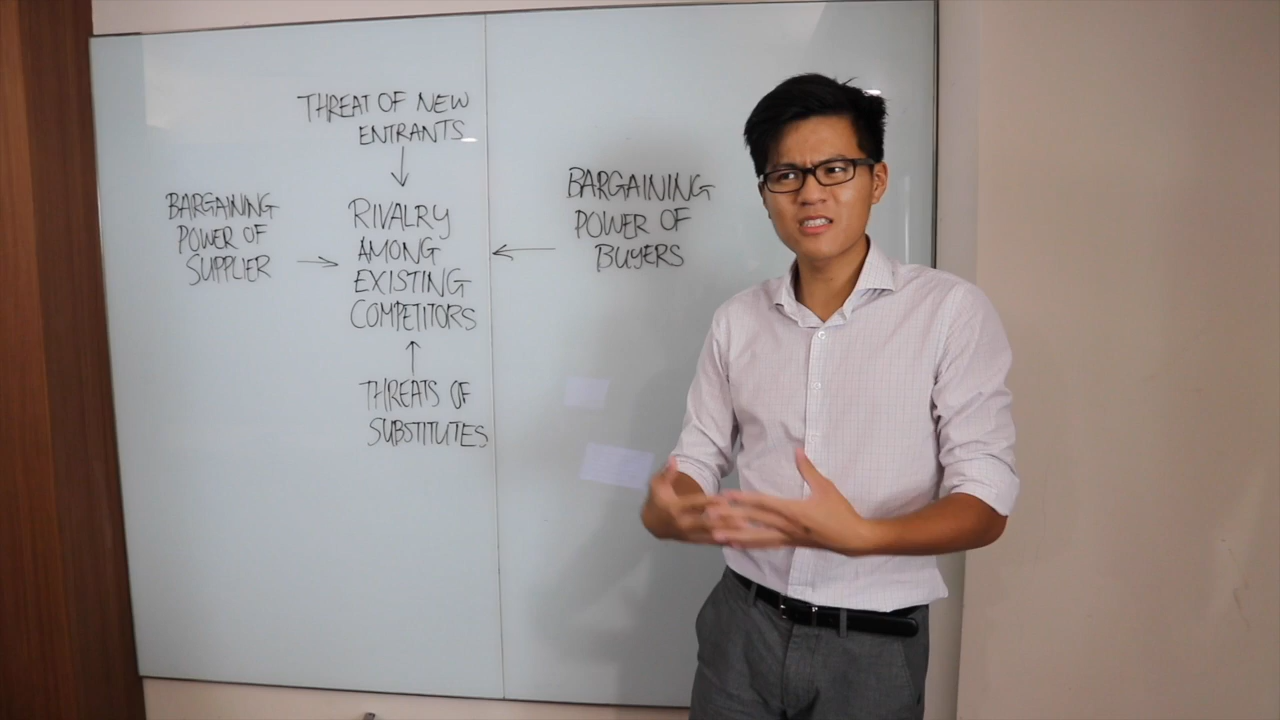 THREAT OF NEW
ENTRANTS
BARGAINING
POWER OF
SUPPLIER
RIVALRY
AMONG
EXISTING
COMPETITORS
BARGAINING
POWER OF
BUYERS
THREATS OF
SUBSTITUTES